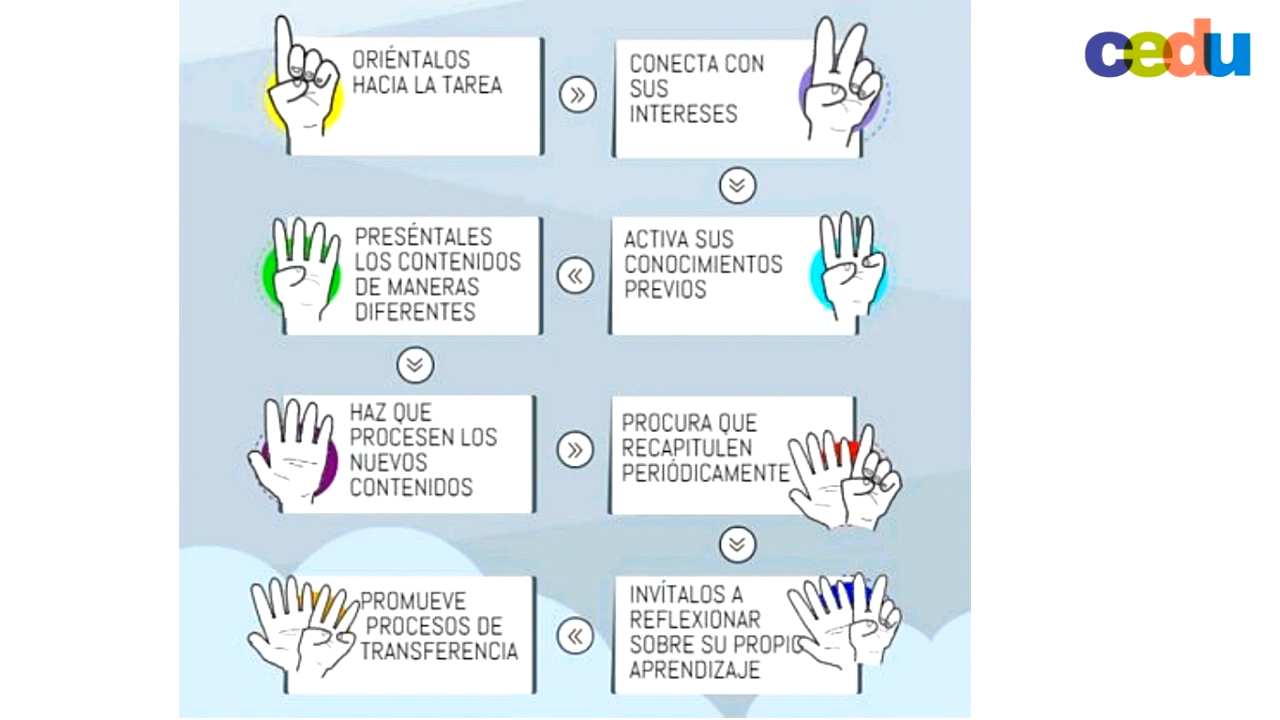 cedu
ORIÉNTALOS
HACIA LA TAREA
CONECTA CON
SUS
INTERESES
ACTIVA SUS
CONOCIMIENTOS
PREVIOS
PRESÉNTALES
LOS CONTENIDOS
DE MANERAS
DIFERENTES
HAZ QUE
PROCESEN LOS
NUEVOS
CONTENIDOS
PROCURA QUE
RECAPITULEN
PERIÓDICAMENTE
INVÍTALOS A
REFLEXIONAR
SOBRE SU PROPIO
APRENDIZAJE
PROMUEVE
PROCESOS DE
TRANSFERENCIA